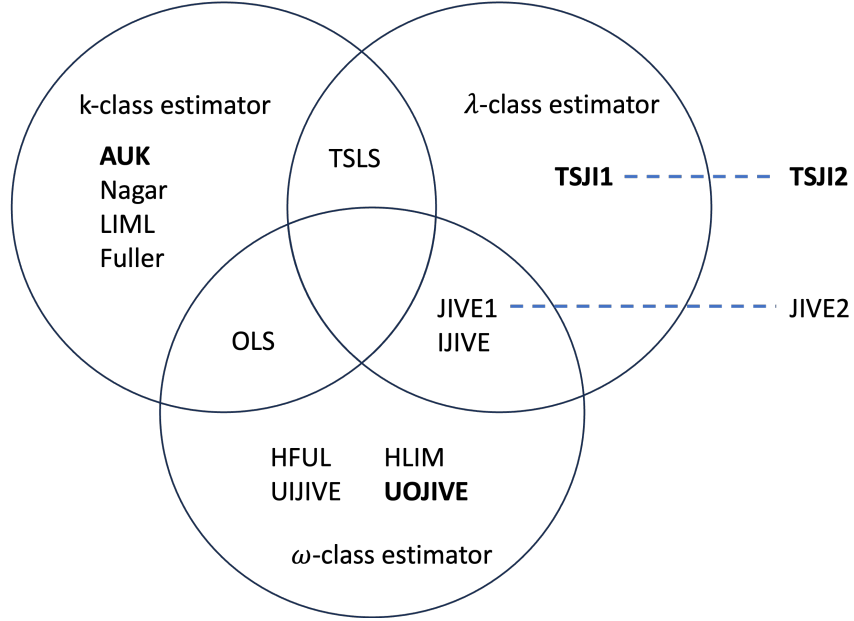 k-class estimator
λ-class estimator
AUK
Nagar
LIML
Fuller
TSLS
TSJI1
TSJI2
JIVE1
IJIVE
JIVE2
OLS
HFUL HLIM
UIJIVE UOJIVE
ω-class estimator